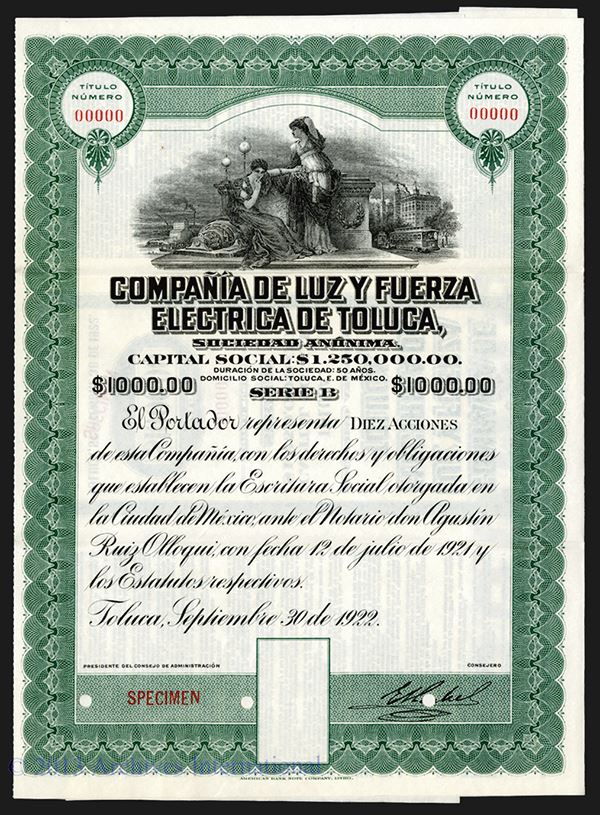 TÍTULO
NÚMERO
00000
TÍTULO
NÚMERO
00000
COMPAÑÍA DE LUZ Y FUERZA
ELECTRICA DE TOLUCA,
SOCIEDAD ANÓNIMA.
CAPITAL SOCIAL: $1.250,000.00.
DURACIÓN DE LA SOCIEDAD: 50 AÑOS.
DOMICILIO SOCIAL: TOLUCA, E. DE MÉXICO.
$1000.00 $1000.00
SERIE B
El Portador representa DIEZ ACCIONES
de esta Compañía, con los derechos y obligaciones
que establecen la Escritura Social, otorgada en
la Ciudad de México, ante el Notario don Agustín
Ruiz Olloqui, con fecha 12 de julio de 1921 y
los Estatutos respectivos.
Toluca, Septiembre 30 de 1922.
PRESIDENTE DEL CONSEJO DE ADMINISTRACIÓN CONSEJERO
SPECIMEN
© 2012 Archives International
AMERICAN BANK NOTE COMPANY, LITHO.